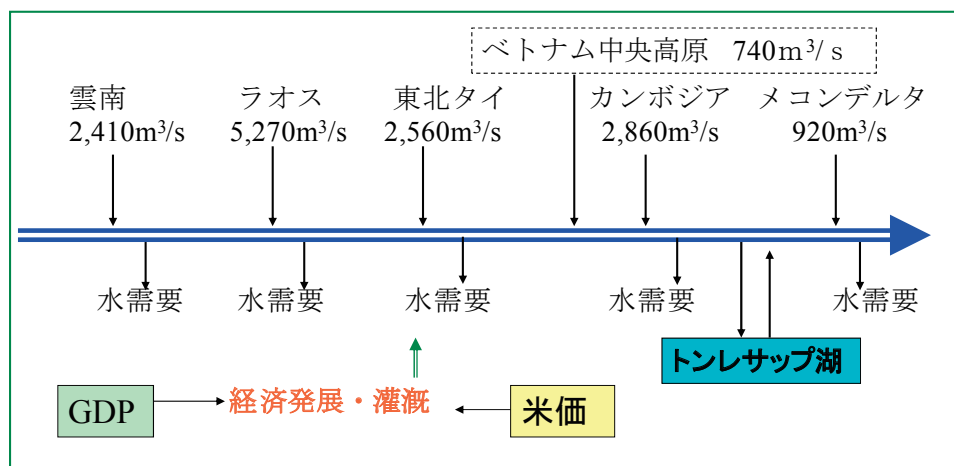 ベトナム中央高原 740m³/s
雲南
2,410m³/s
ラオス
5,270m³/s
東北タイ
2,560m³/s
カンボジア
2,860m³/s
メコンデルタ
920m³/s
水需要
水需要
水需要
水需要
水需要
トンレサップ湖
GDP
経済発展・灌漑
米価